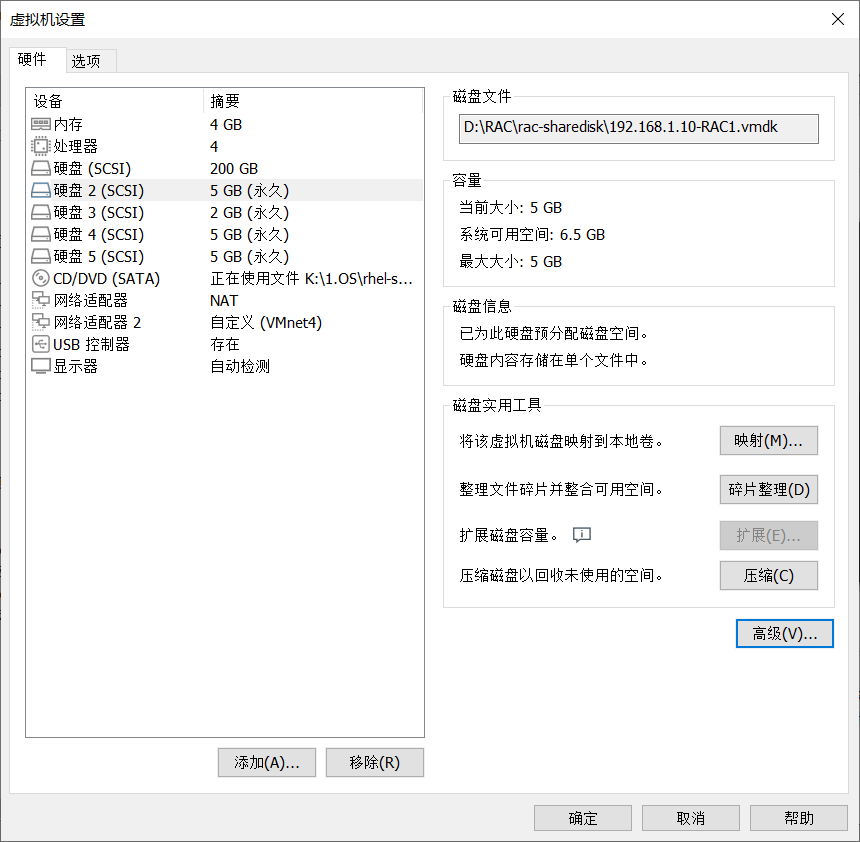 虚拟机设置
硬件 选项
设备 摘要
内存 4 GB
处理器 4
硬盘 (SCSI) 200 GB
硬盘 2 (SCSI) 5 GB (永久)
硬盘 3 (SCSI) 2 GB (永久)
硬盘 4 (SCSI) 5 GB (永久)
硬盘 5 (SCSI) 5 GB (永久)
CD/DVD (SATA) 正在使用文件 K:\1.OS\rhel-s...
网络适配器 NAT
网络适配器 2 自定义 (VMnet4)
USB 控制器 存在
显示器 自动检测
添加(A)... 移除(R)
磁盘文件
D:\RAC\rac-sharedisk\192.168.1.10-RAC1.vmdk
容量
当前大小: 5 GB
系统可用空间: 6.5 GB
最大大小: 5 GB
磁盘信息
已为此硬盘预分配磁盘空间。
硬盘内容存储在单个文件中。
磁盘实用工具
将该虚拟机磁盘映射到本地卷。 映射(M)...
整理文件碎片并整合可用空间。 碎片整理(D)
扩展磁盘容量。 扩展(E)...
压缩磁盘以回收未使用的空间。 压缩(C)
高级(V)...
确定 取消 帮助